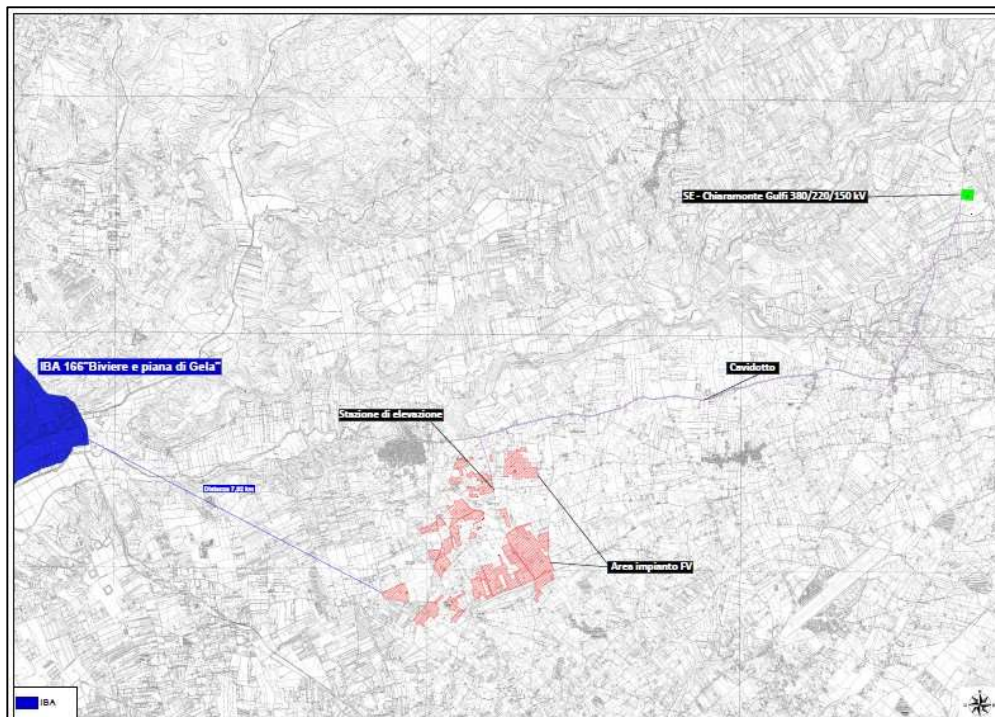 SE - Chiaramonte Gulfi 380/220/150 kV
IBA 166"Biviere e piana di Gela"
Cavidotto
Stazione di elevazione
Area impianto FV
IBA